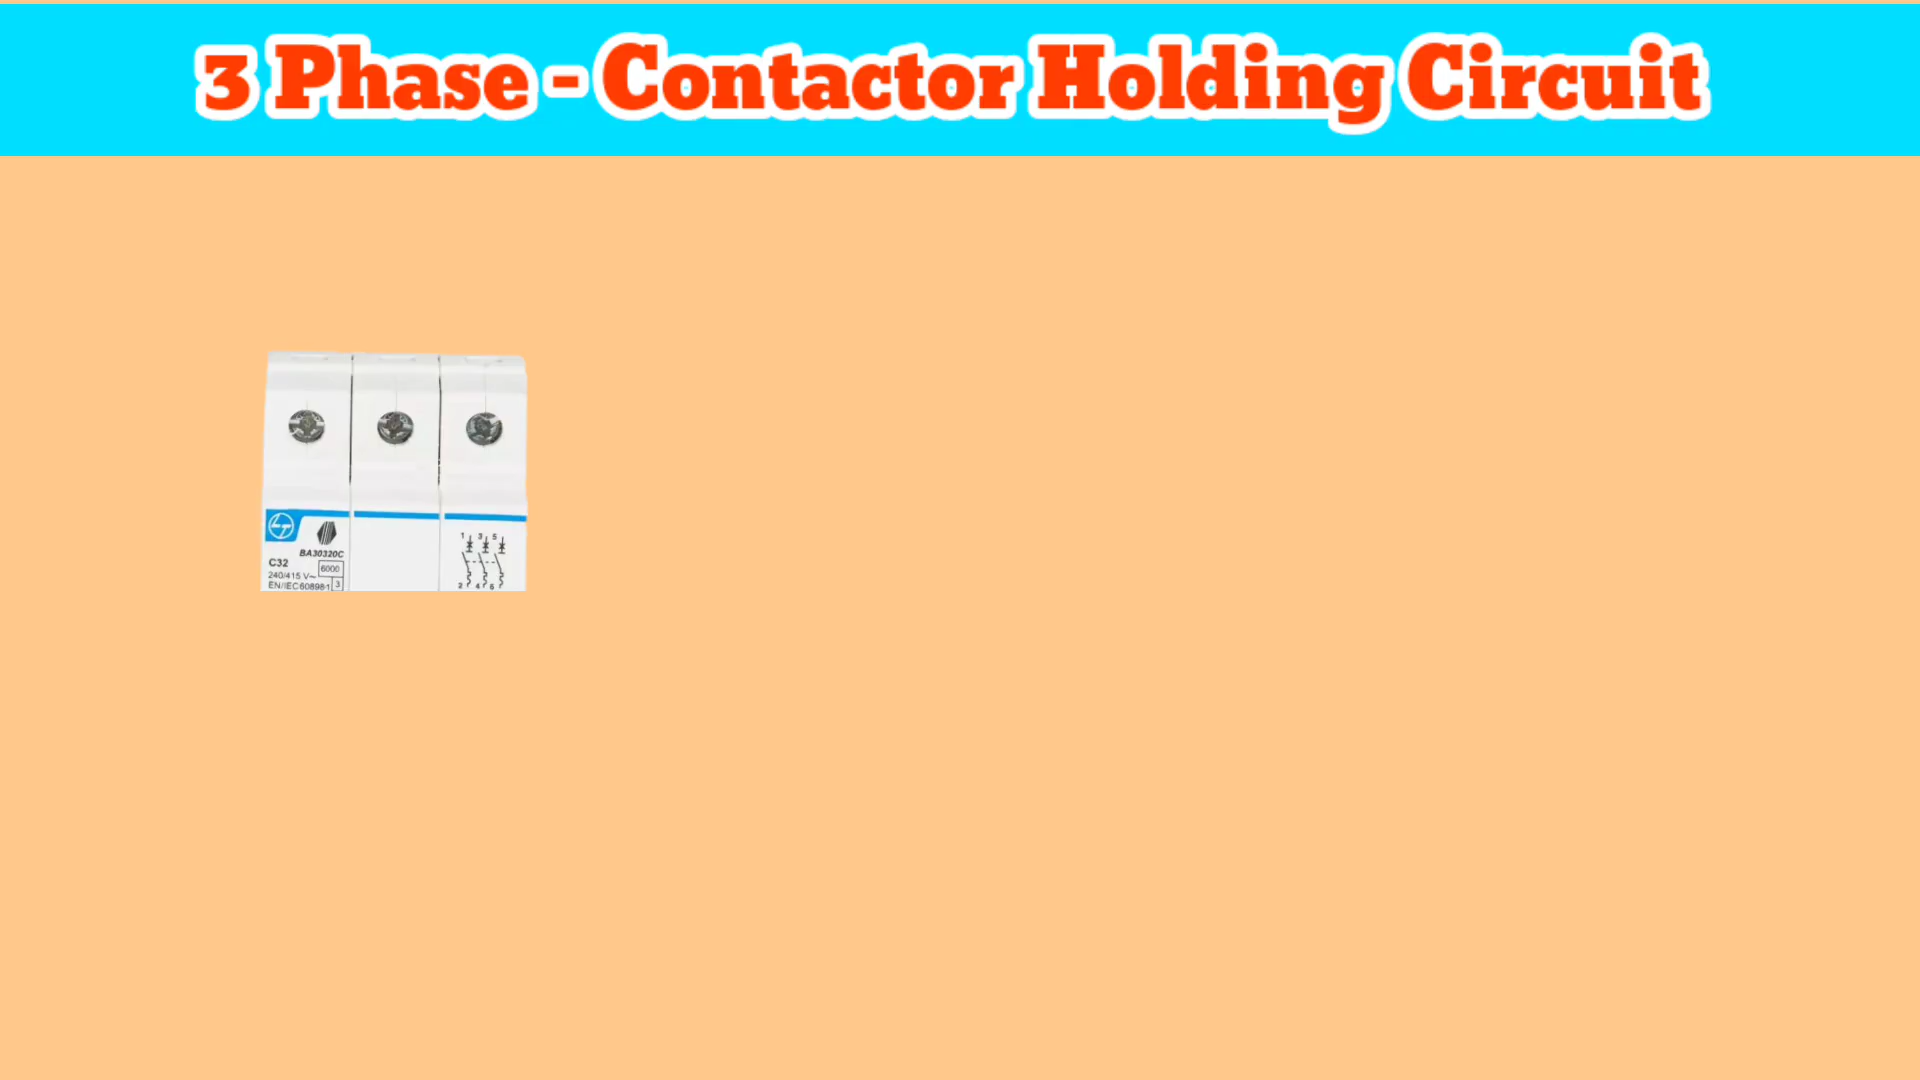 3 Phase - Contactor Holding Circuit
BA30320C
C32
6000
240/415 V~
EN/IEC60898-1 3
1 3 5
2 4 6